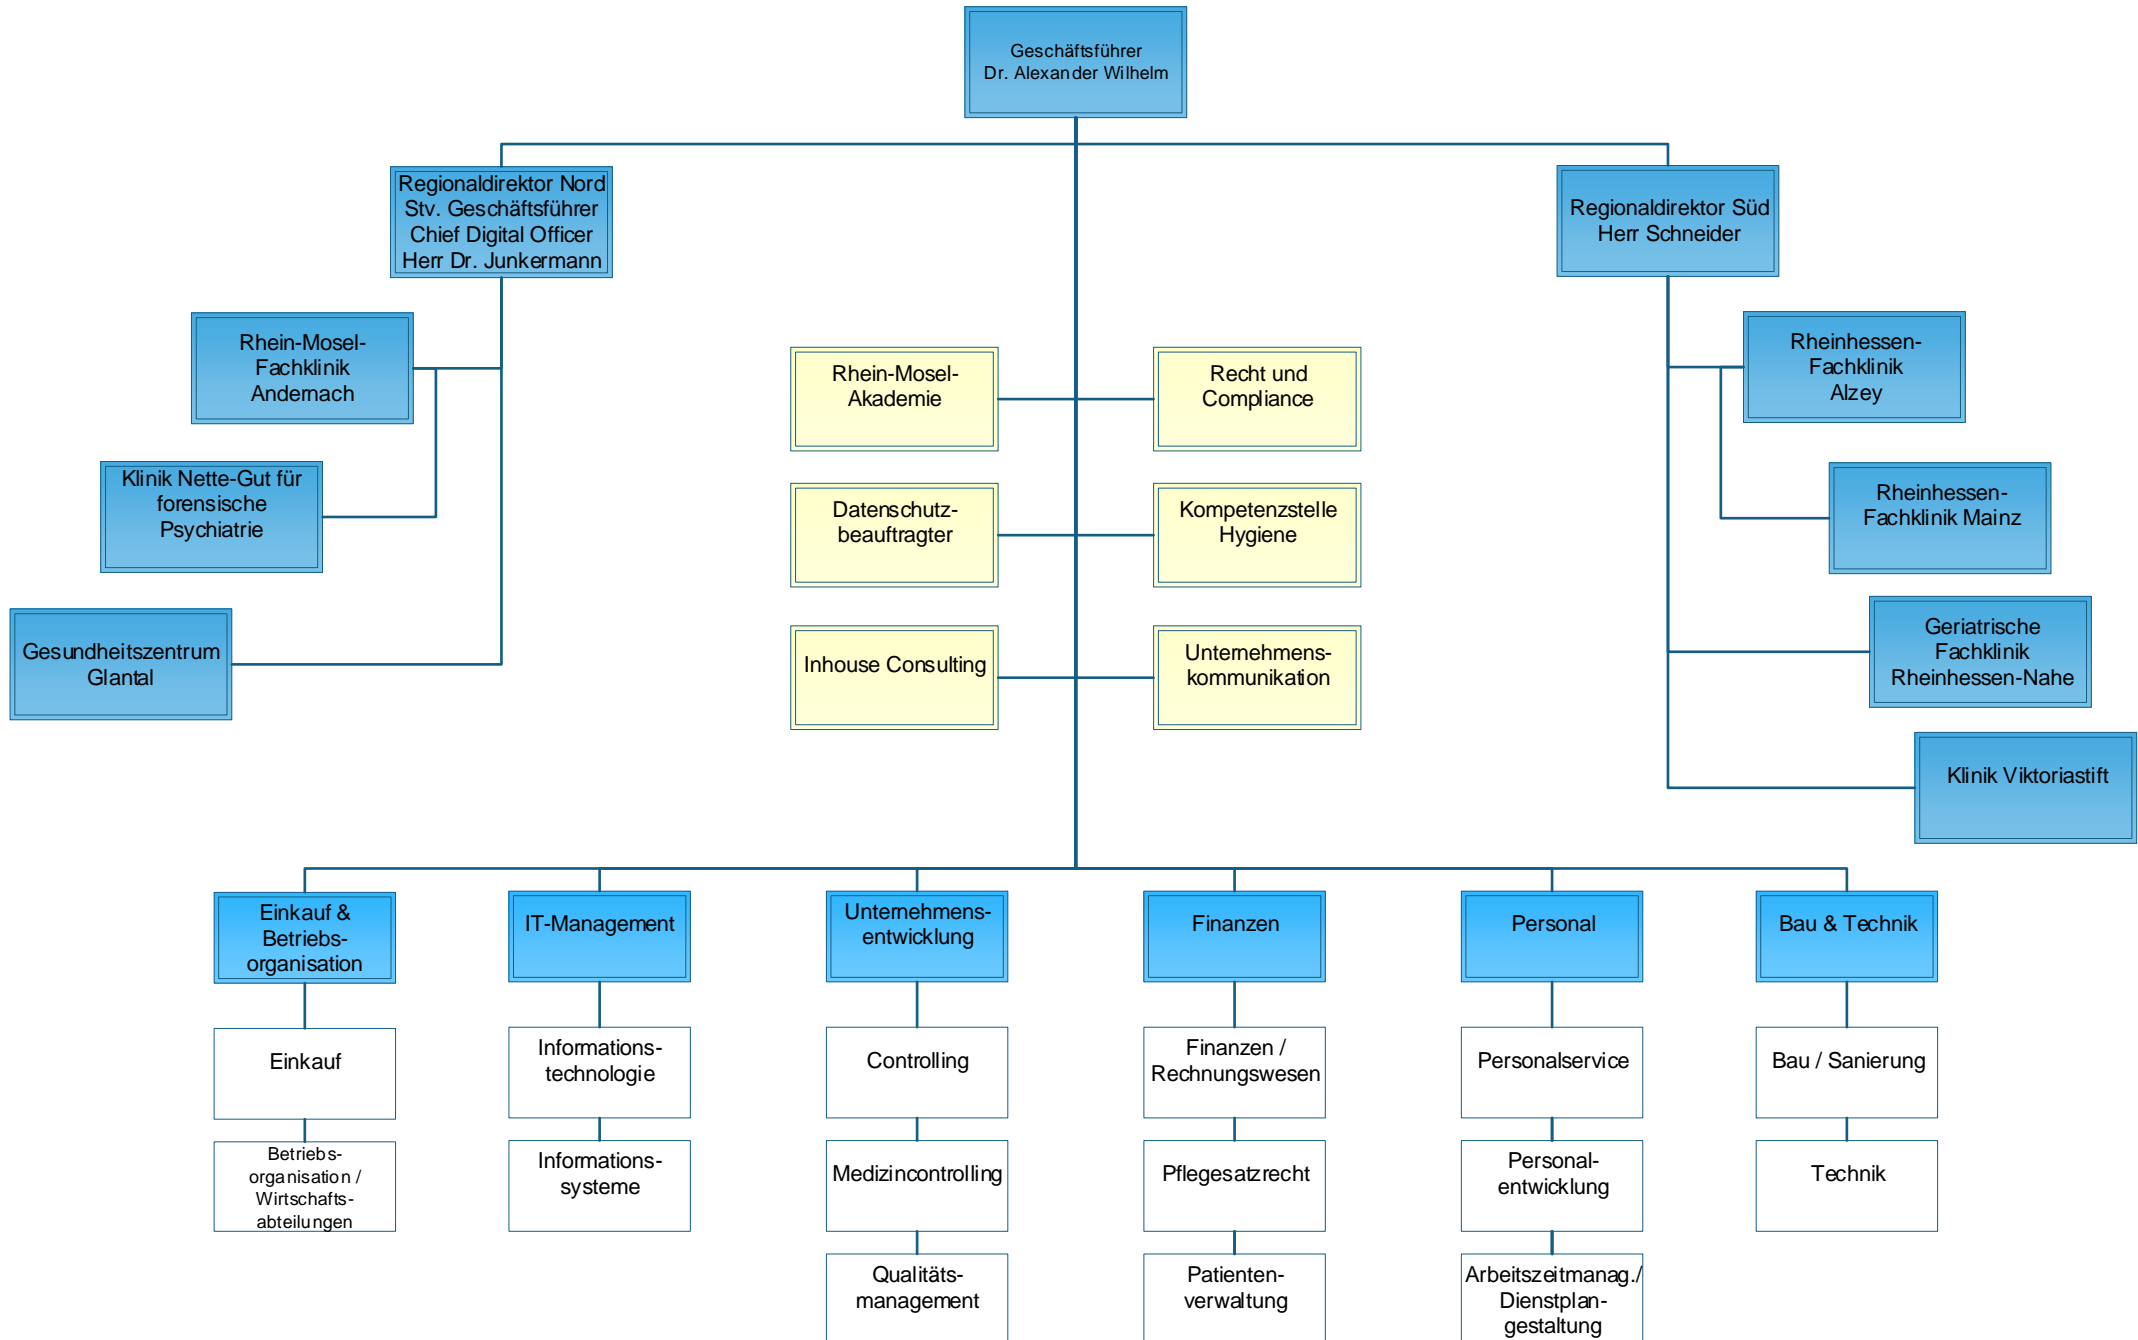 Geschäftsführer
Dr. Alexander Wilhelm
Regionaldirektor Nord
Stv. Geschäftsführer
Chief Digital Officer
Herr Dr. Junkermann
Regionaldirektor Süd
Herr Schneider
Rhein-Mosel-
Fachklinik
Andernach
Klinik Nette-Gut für
forensische
Psychiatrie
Gesundheitszentrum
Glantal
Rhein-Mosel-
Akademie
Recht und
Compliance
Datenschutz-
beauftragter
Kompetenzstelle
Hygiene
Inhouse Consulting
Unternehmens-
kommunikation
Rheinhessen-
Fachklinik
Alzey
Rheinhessen-
Fachklinik Mainz
Geriatrische
Fachklinik
Rheinhessen-Nahe
Klinik Viktoriastift
Einkauf &
Betriebs-
organisation
IT-Management
Unternehmens-
entwicklung
Finanzen
Personal
Bau & Technik
Einkauf
Informations-
technologie
Controlling
Finanzen /
Rechnungswesen
Personalservice
Bau / Sanierung
Betriebs-
organisation /
Wirtschafts-
abteilungen
Informations-
systeme
Medizincontrolling
Pflegesatzrecht
Personal-
entwicklung
Technik
Qualitäts-
management
Patienten-
verwaltung
Arbeitszeitmanag./
Dienstplan-
gestaltung